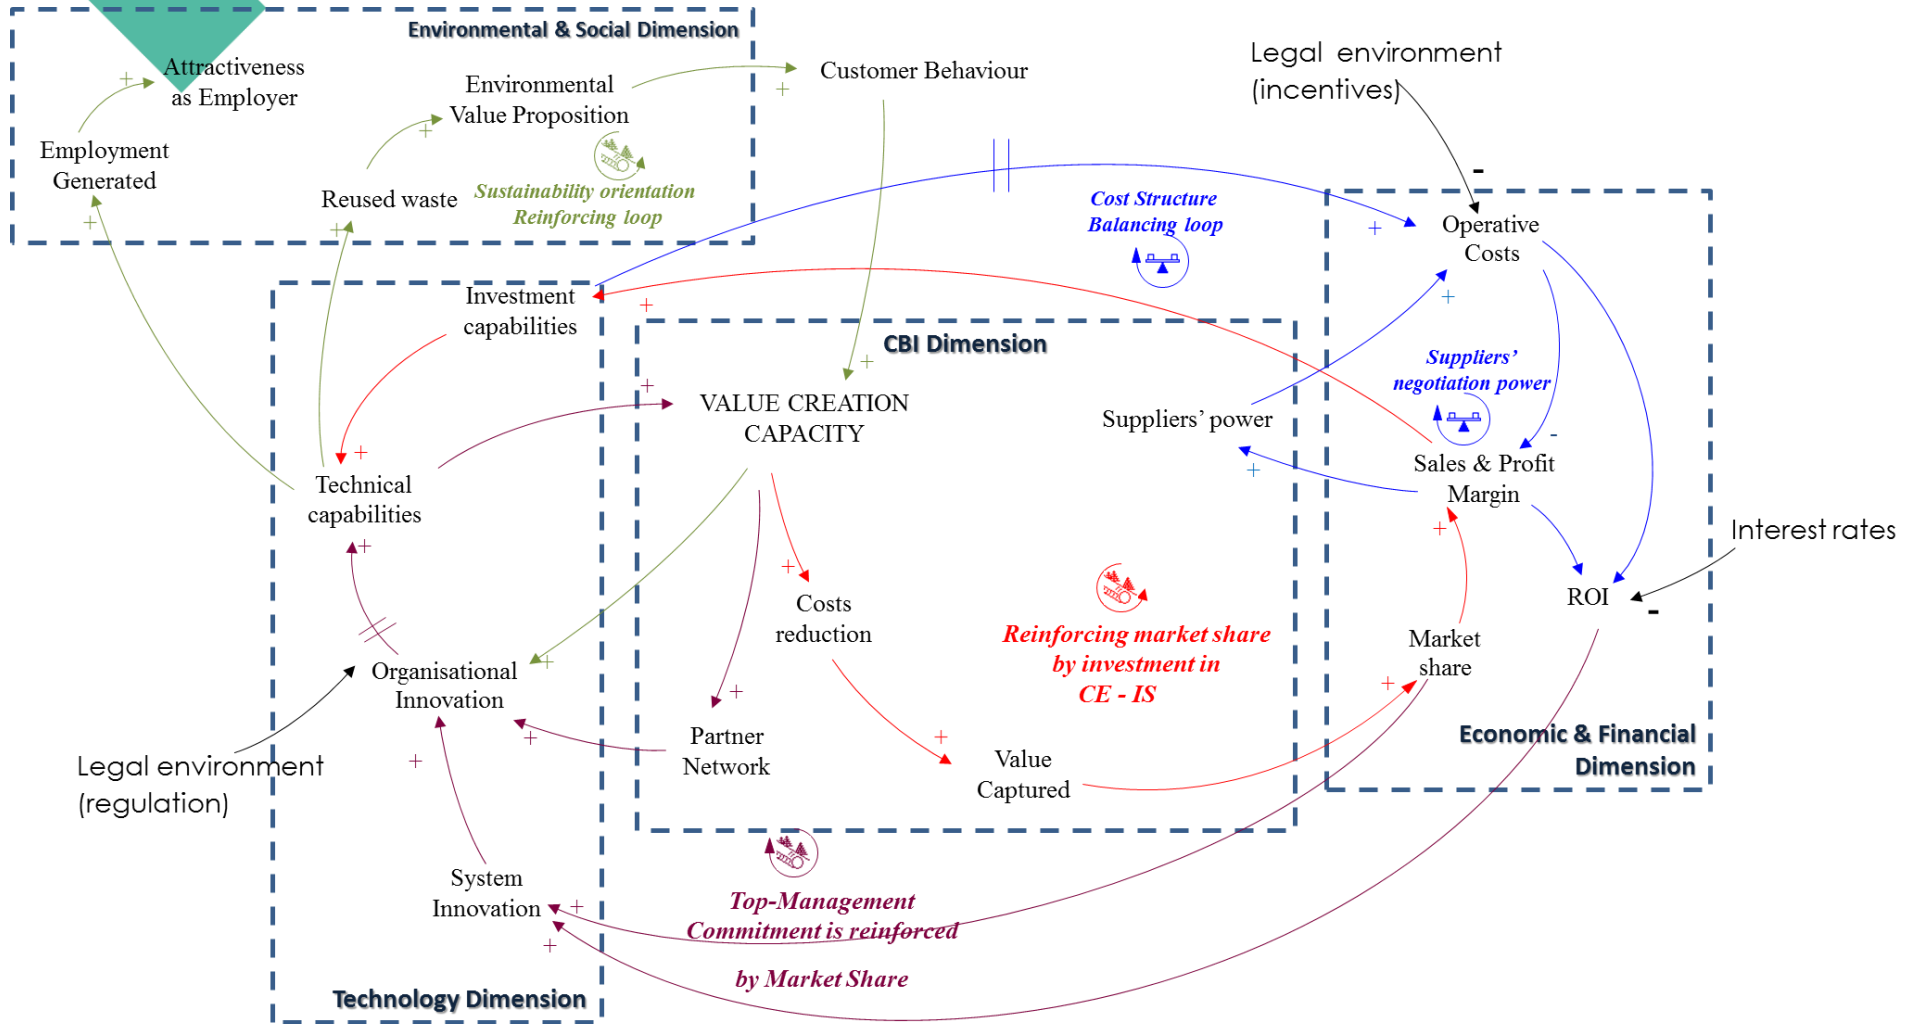 Environmental & Social Dimension
Attractiveness
as Employer
+
Environmental
Value Proposition
+
Customer Behaviour
+
Legal environment
(incentives)
-
Employment
Generated
+
Reused waste
+
Sustainability orientation
Reinforcing loop
Cost Structure
Balancing loop
+
Operative
Costs
+
Investment
capabilities
+
CBI Dimension
+
Suppliers’
negotiation power
+
VALUE CREATION
CAPACITY
Suppliers’ power
+
-
Sales & Profit
Margin
+
Technical
capabilities
+
+
Interest rates
+
Costs
reduction
ROI
-
Reinforcing market share
by investment in
CE - IS
Market
share
+
Organisational
Innovation
+
+
Partner
Network
+
+
Value
Captured
+
Economic & Financial
Dimension
Legal environment
(regulation)
+
System
Innovation
+
+
Top-Management
Commitment is reinforced
by Market Share
Technology Dimension